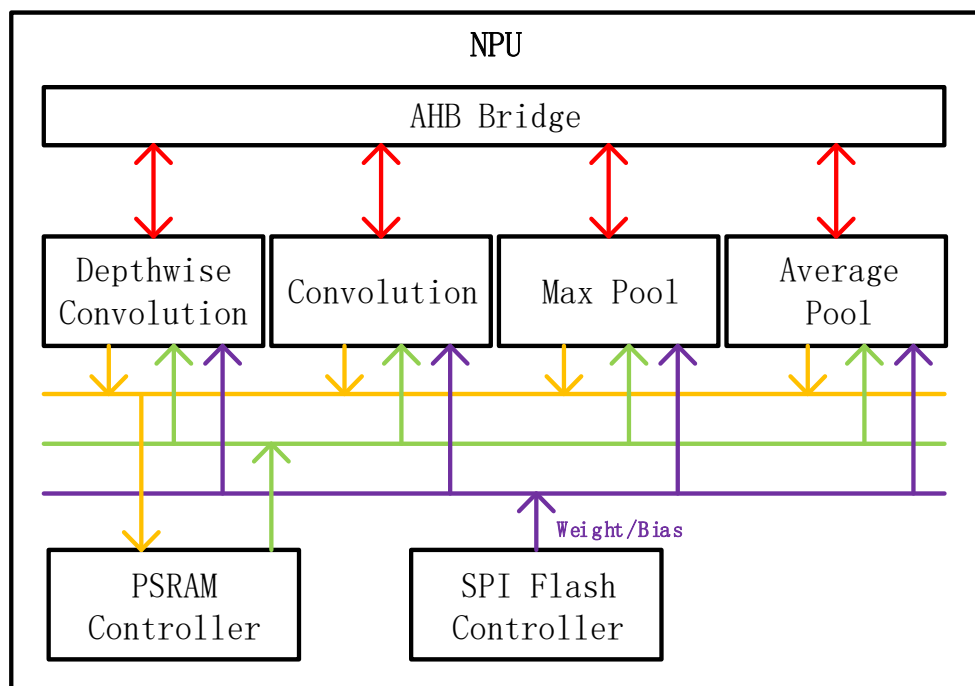 NPU
AHB Bridge
Depthwise
Convolution
Convolution
Max Pool
Average
Pool
Weight/Bias
PSRAM
Controller
SPI Flash
Controller